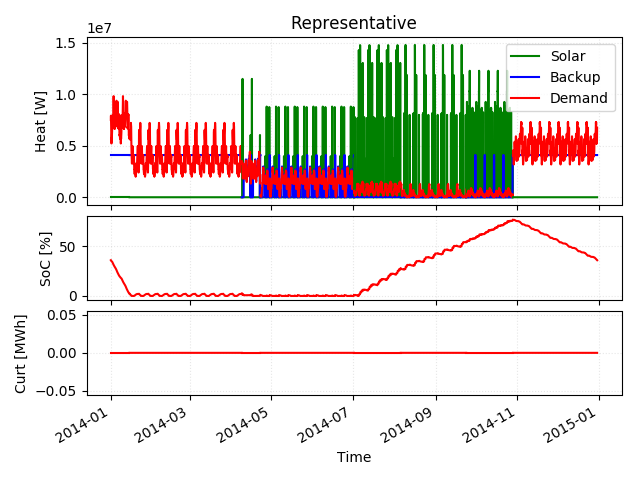 Representative
1e7
1.5
1.0
0.5
0.0
Heat [W]
Solar
Backup
Demand
50
0
SoC [%]
0.05
0.00
−0.05
Curt [MWh]
2014-01
2014-03
2014-05
2014-07
2014-09
2014-11
2015-01
Time